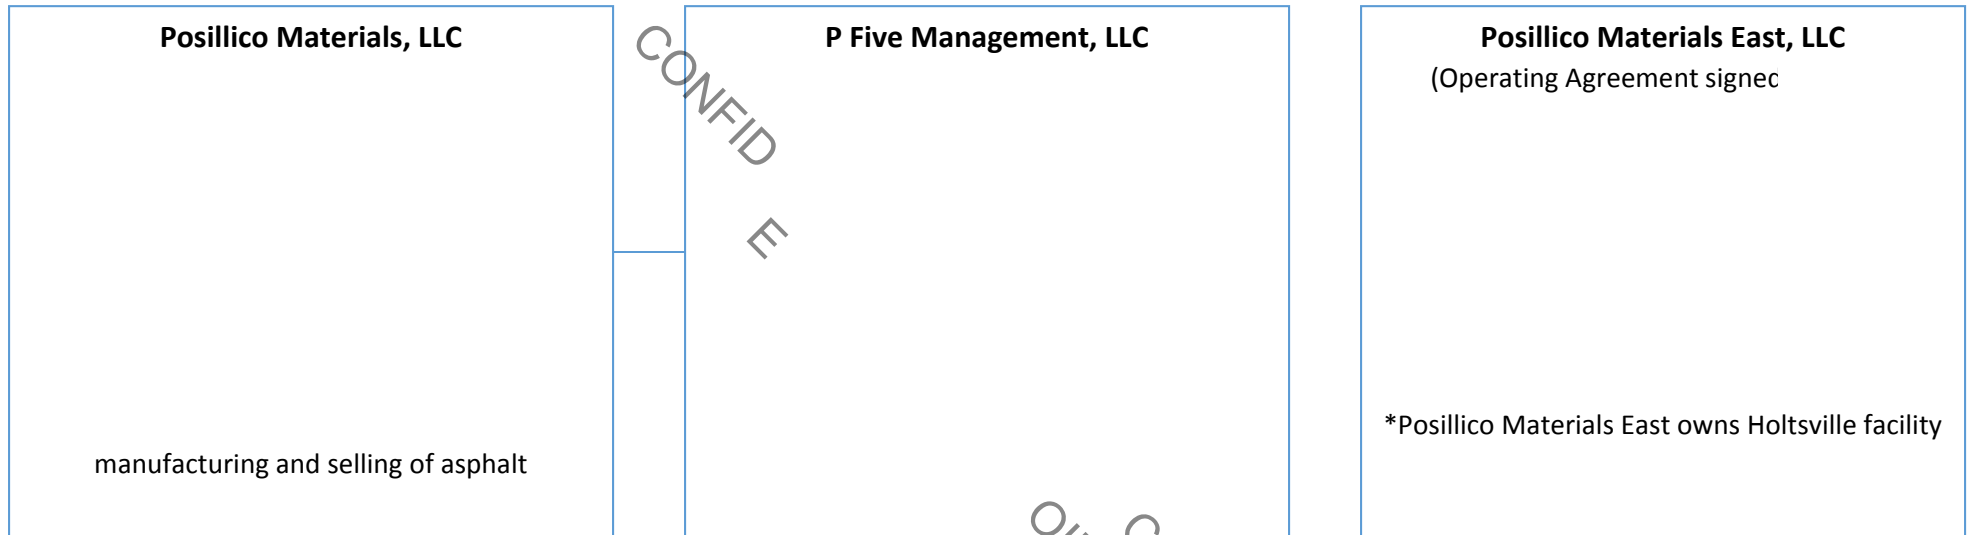 Posillico Materials, LLC
manufacturing and selling of asphalt
P Five Management, LLC
Posillico Materials East, LLC
(Operating Agreement signed
*Posillico Materials East owns Holtsville facility
CONFID
E